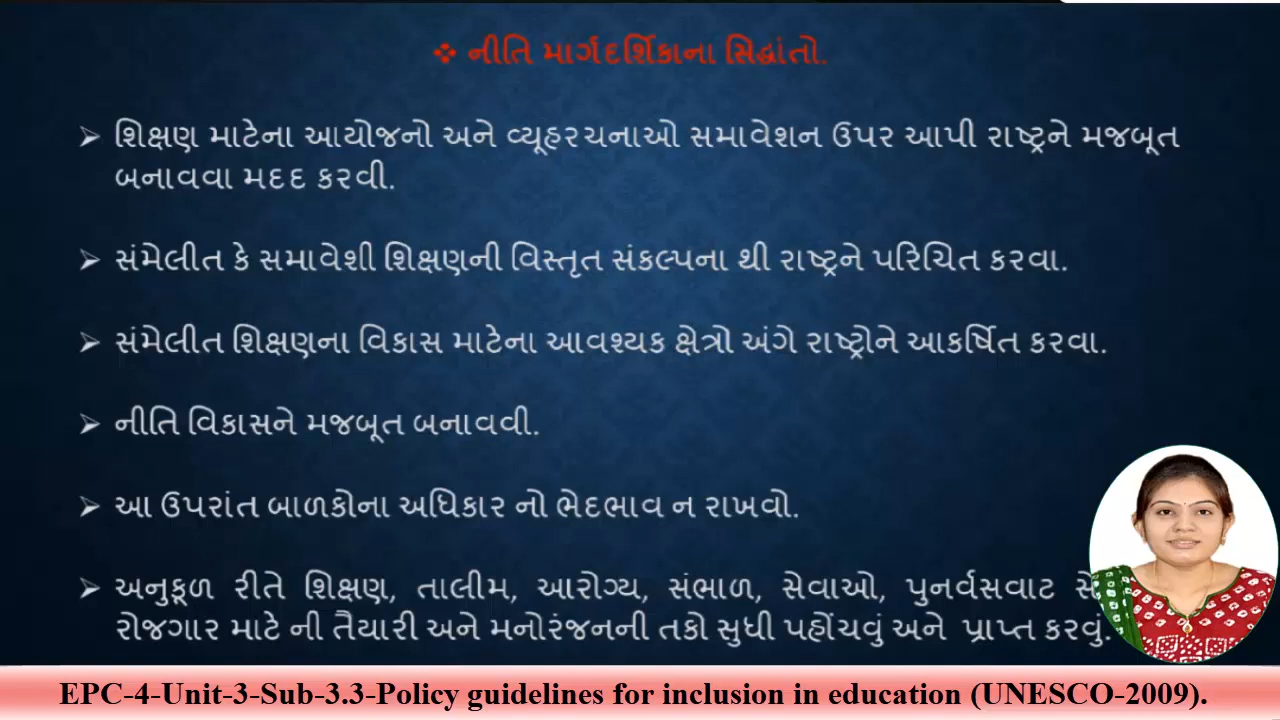 ❖ નીતિ માર્ગદર્શિકાના સિદ્ધાંતો.
➢ શિક્ષણ માટેના આયોજનો અને વ્યૂહરચનાઓ સમાવેશન ઉપર આપી રાષ્ટ્રને મજબૂત
બનાવવા મદદ કરવી.
➢ સંમેલીત કે સમાવેશી શિક્ષણની વિસ્તૃત સંકલ્પના થી રાષ્ટ્રને પરિચિત કરવા.
➢ સંમેલીત શિક્ષણના વિકાસ માટેના આવશ્યક ક્ષેત્રો અંગે રાષ્ટ્રોને આકર્ષિત કરવા.
➢ નીતિ વિકાસને મજબૂત બનાવવી.
➢ આ ઉપરાંત બાળકોના અધિકાર નો ભેદભાવ ન રાખવો.
➢ અનુકૂળ રીતે શિક્ષણ, તાલીમ, આરોગ્ય, સંભાળ, સેવાઓ, પુનર્વસવાટ
રોજગાર માટે ની તૈયારી અને મનોરંજનની તકો સુધી પહોંચવું અને પ્રાપ્ત કરવું.
EPC-4-Unit-3-Sub-3.3-Policy guidelines for inclusion in education (UNESCO-2009).